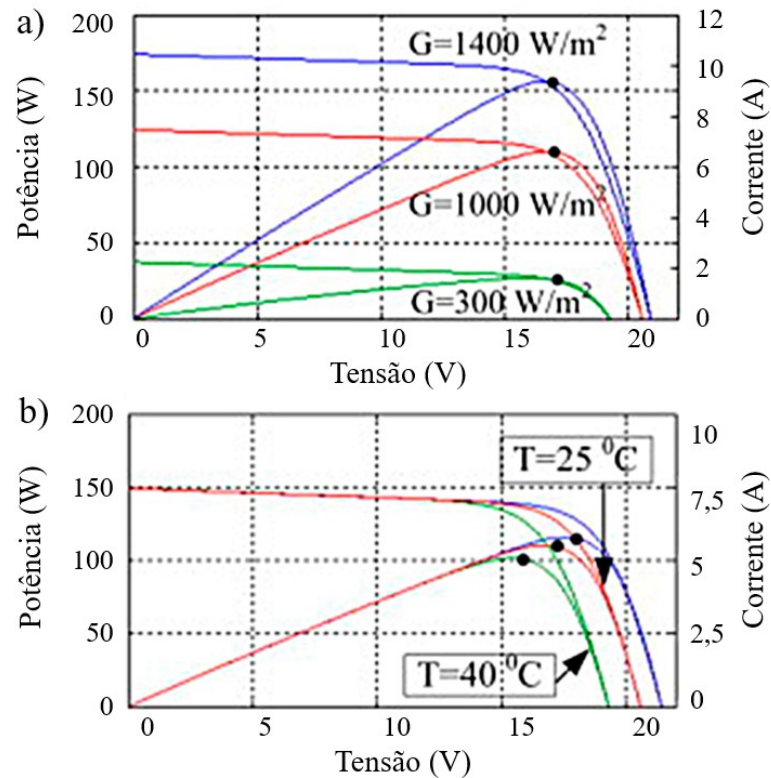 a)
200
150
100
50
0
Potência (W)
G=1400 W/m²
G=1000 W/m²
G=300 W/m²
12
10
8
6
4
2
0
Corrente (A)
0 5 10 15 20
Tensão (V)
b)
200
150
100
50
0
Potência (W)
T=25 ⁰C
T=40 ⁰C
10
7,5
5
2,5
0
Corrente (A)
0 5 10 15 20
Tensão (V)